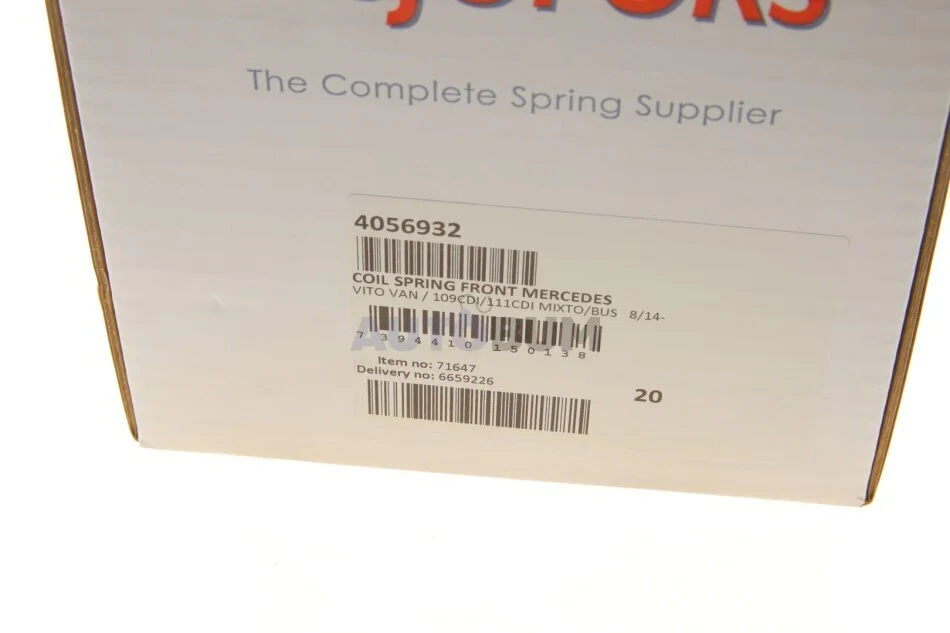 The Complete Spring Supplier
4056932
COIL SPRING FRONT MERCEDES
VITO VAN / 109CDI/111CDI MIXTO/BUS 8/14-
AUTOBUM
7 394410 150138
Item no: 71647
Delivery no: 6659226
20